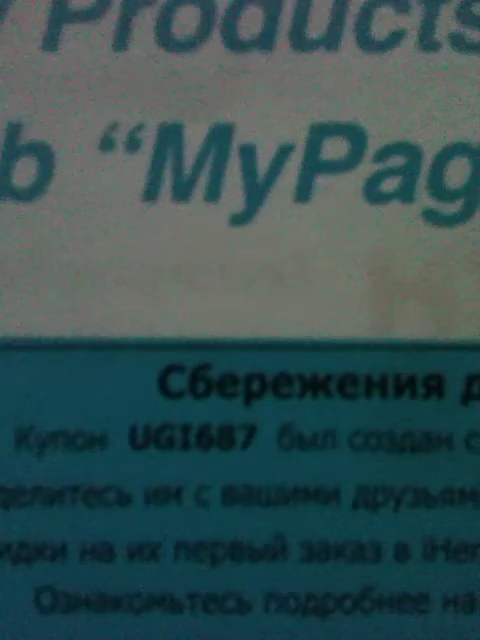 Products
b “MyPag
Сбережения д
Купон UGI687 был создан с
делитесь им с вашими друзьям
идки на их первый заказ в iHer
Ознакомьтесь подробнее на